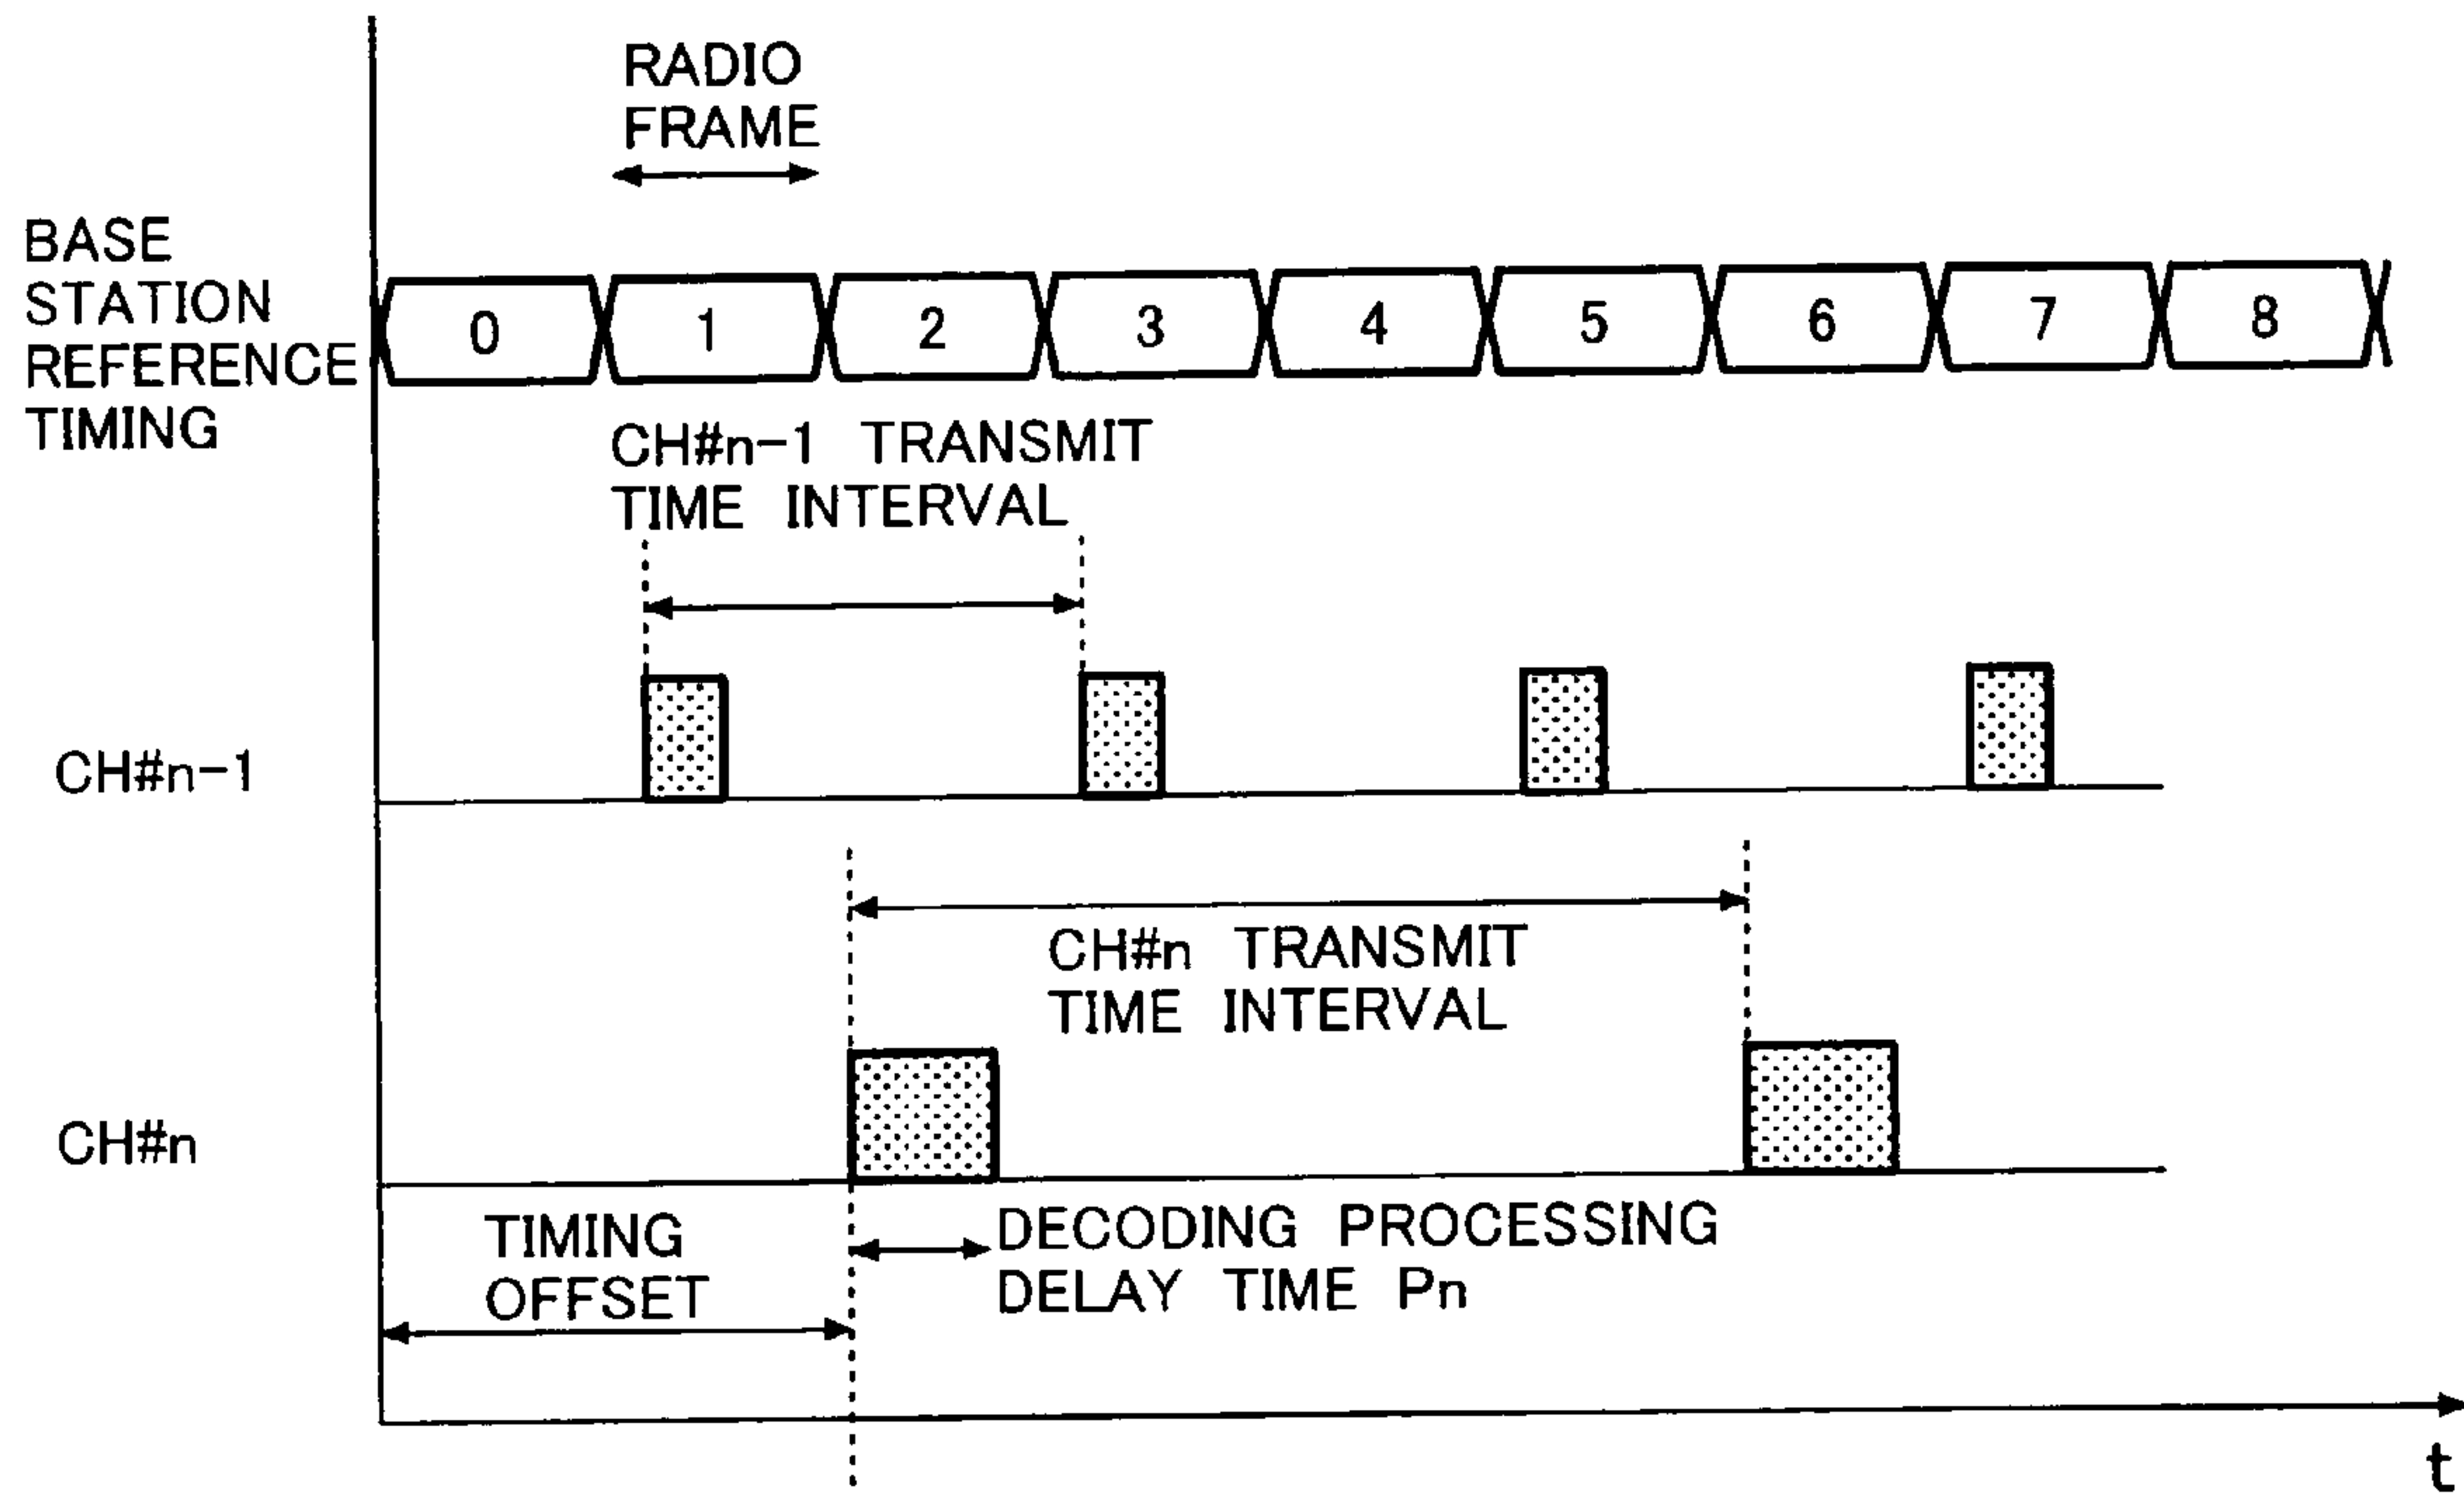 RADIO
FRAME
BASE
STATION
REFERENCE
TIMING
0 1 2 3 4 5 6 7 8
CH#n-1 TRANSMIT
TIME INTERVAL
CH#n-1
CH#n TRANSMIT
TIME INTERVAL
CH#n
TIMING
OFFSET
DECODING PROCESSING
DELAY TIME Pn
t